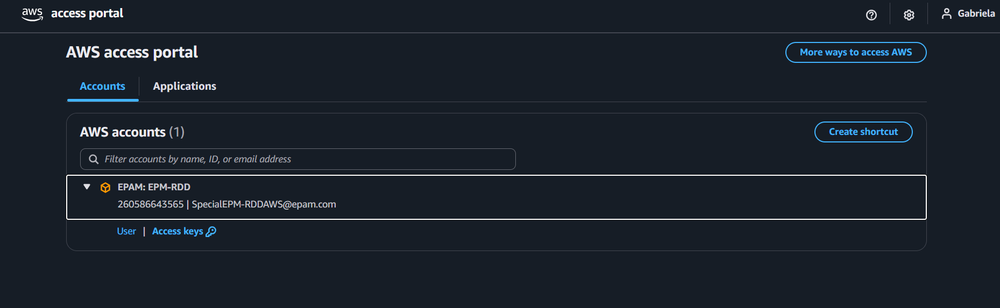 aws access portal
Gabriela
AWS access portal
More ways to access AWS
Accounts
Applications
AWS accounts (1)
Create shortcut
Filter accounts by name, ID, or email address
EPAM: EPM-RDD
260586643565 | SpecialEPM-RDDAWS@epam.com
User | Access keys